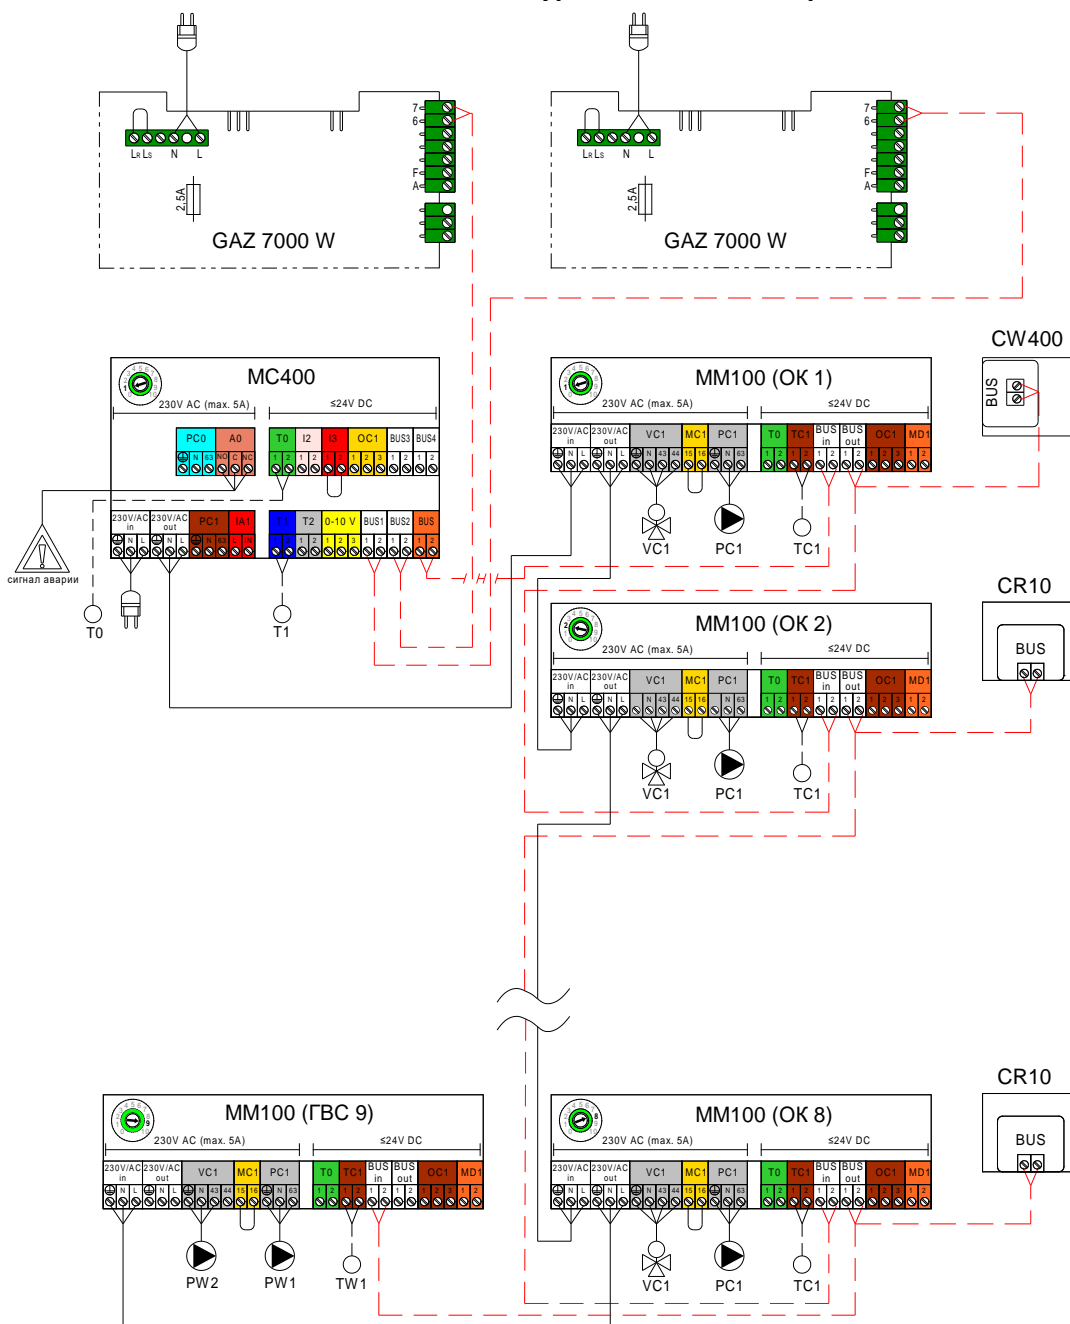 7
6
F
A
LR LS N L
2,5A
GAZ 7000 W
7
6
F
A
LR LS N L
2,5A
GAZ 7000 W
MC400
230V AC (max. 5A) ≤24V DC
PC0 A0 T0 I2 I3 OC1 BUS3 BUS4
N 63 NO C NC 1 2 1 2 1 2 1 2 3 1 2 1 2
230V/AC in 230V/AC out PC1 IA1 T1 T2 0-10 V BUS1 BUS2 BUS
N L N L N 63 L N 1 2 1 2 1 2 3 1 2 1 2 1 2
сигнал аварии
T0
T1
MM100 (ОК 1)
230V AC (max. 5A) ≤24V DC
230V/AC in 230V/AC out VC1 MC1 PC1 T0 TC1 BUS in BUS out OC1 MD1
N L N L N 43 44 15 16 N 63 1 2 1 2 1 2 1 2 1 2 3 1 2
VC1 PC1 TC1
CW400
BUS
MM100 (ОК 2)
230V AC (max. 5A) ≤24V DC
230V/AC in 230V/AC out VC1 MC1 PC1 T0 TC1 BUS in BUS out OC1 MD1
N L N L N 43 44 15 16 N 63 1 2 1 2 1 2 1 2 1 2 3 1 2
VC1 PC1 TC1
CR10
BUS
MM100 (ГВС 9)
230V AC (max. 5A) ≤24V DC
230V/AC in 230V/AC out VC1 MC1 PC1 T0 TC1 BUS in BUS out OC1 MD1
N L N L N 43 44 15 16 N 63 1 2 1 2 1 2 1 2 1 2 3 1 2
PW2 PW1 TW1
MM100 (ОК 8)
230V AC (max. 5A) ≤24V DC
230V/AC in 230V/AC out VC1 MC1 PC1 T0 TC1 BUS in BUS out OC1 MD1
N L N L N 43 44 15 16 N 63 1 2 1 2 1 2 1 2 1 2 3 1 2
VC1 PC1 TC1
CR10
BUS